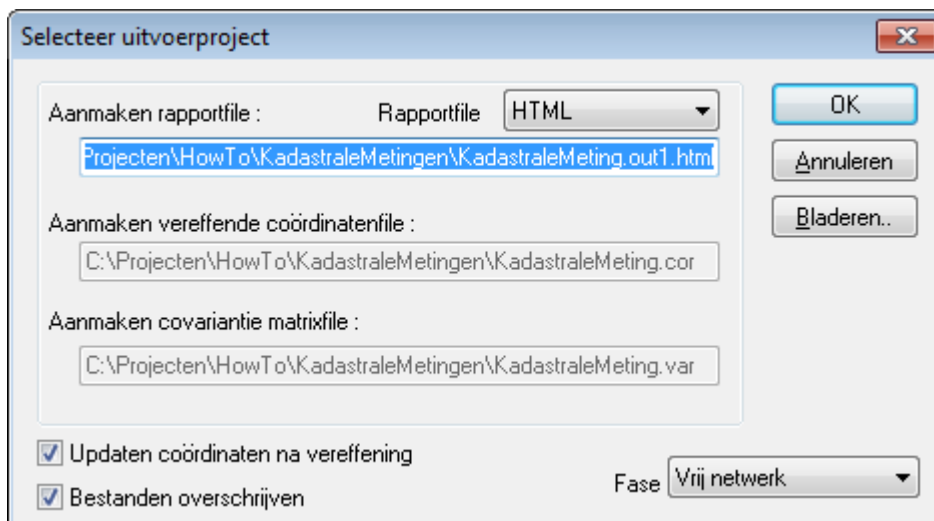 Selecteer uitvoerproject
Aanmaken rapportfile :
Rapportfile
HTML
Projecten\HowTo\KadastraleMetingen\KadastraleMeting.out1.html
Aanmaken vereffende coördinatenfile :
C:\Projecten\HowTo\KadastraleMetingen\KadastraleMeting.cor
Aanmaken covariantie matrixfile :
C:\Projecten\HowTo\KadastraleMetingen\KadastraleMeting.var
OK
Annuleren
Bladeren..
Updaten coördinaten na vereffening
Bestanden overschrijven
Fase
Vrij netwerk